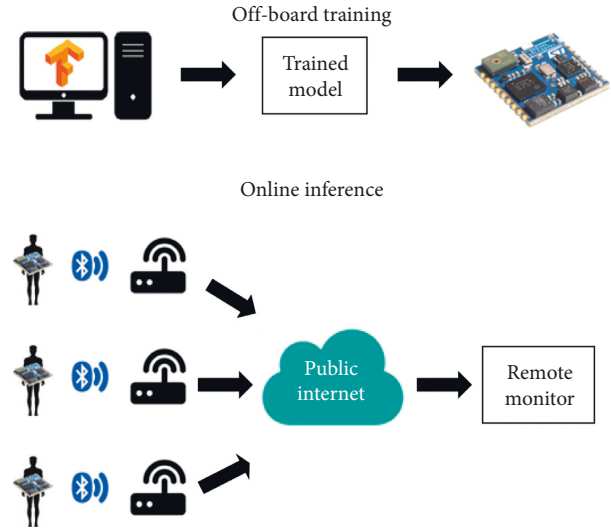 Off-board training
Trained
model
Online inference
Public
internet
Remote
monitor